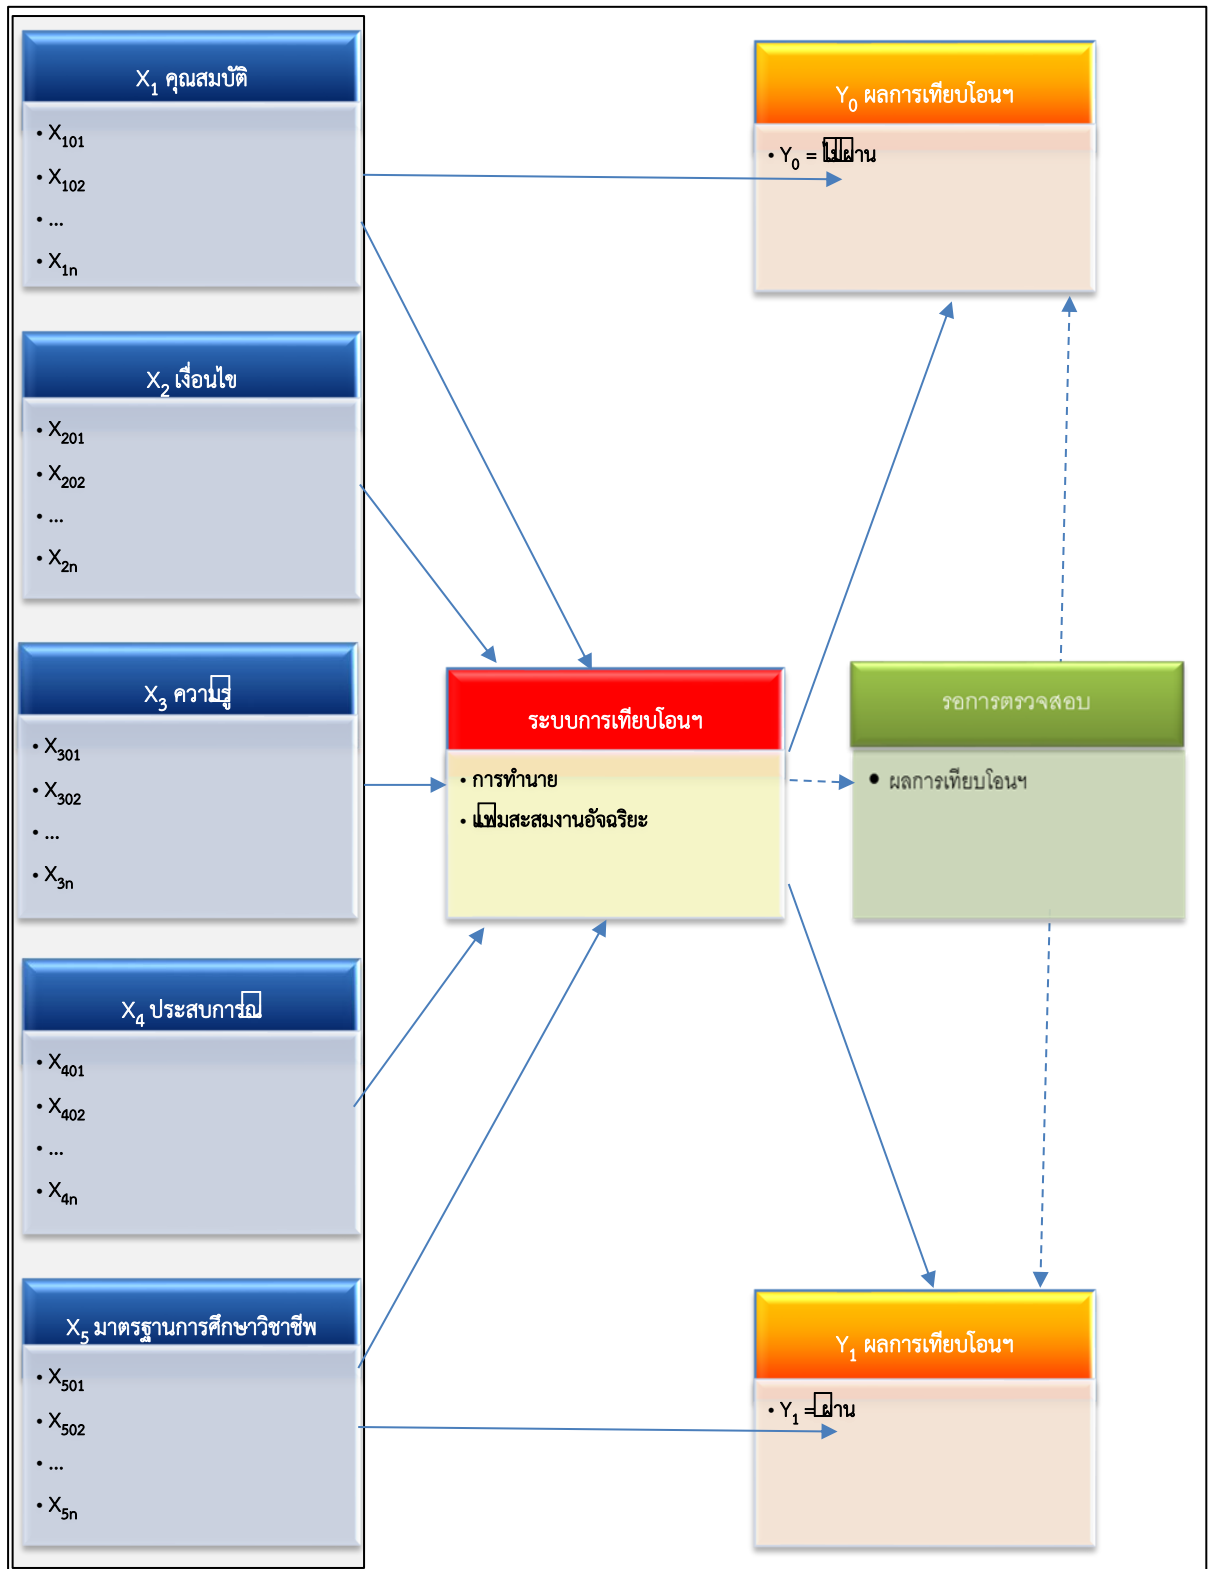 X₁ คุณสมบัติ
• X₁₀₁
• X₁₀₂
• ...
• X₁ₙ
X₂ เงื่อนไข
• X₂₀₁
• X₂₀₂
• ...
• X₂ₙ
X₃ ความรู้
• X₃₀₁
• X₃₀₂
• ...
• X₃ₙ
X₄ ประสบการณ์
• X₄₀₁
• X₄₀₂
• ...
• X₄ₙ
X₅ มาตรฐานการศึกษาวิชาชีพ
• X₅₀₁
• X₅₀₂
• ...
• X₅ₙ
ระบบการเทียบโอนฯ
• การทำนาย
• แฟ้มสะสมงานอัจฉริยะ
Y₀ ผลการเทียบโอนฯ
• Y₀ = ไม่ผ่าน
รอการตรวจสอบ
• ผลการเทียบโอนฯ
Y₁ ผลการเทียบโอนฯ
• Y₁ = ผ่าน